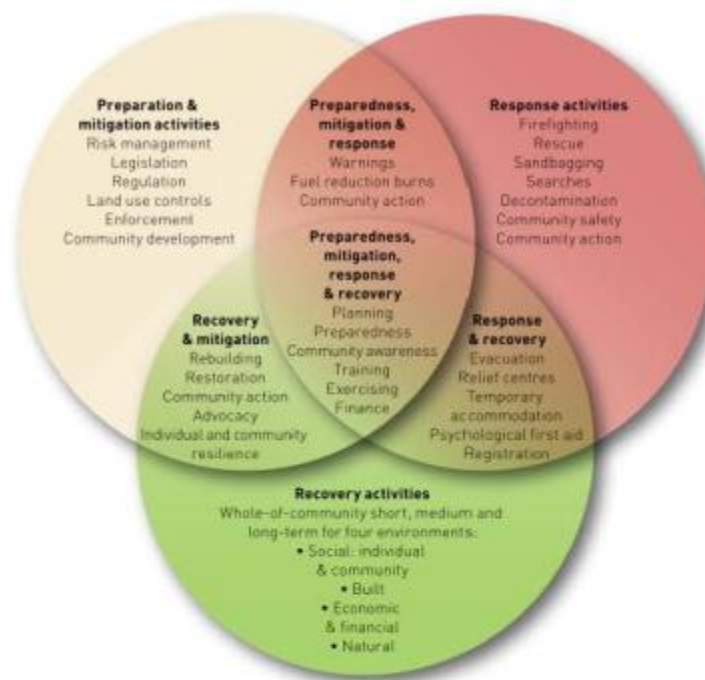 Preparation &
mitigation activities
Risk management
Legislation
Regulation
Land use controls
Enforcement
Community development
Preparedness,
mitigation &
response
Warnings
Fuel reduction burns
Community action
Response activities
Firefighting
Rescue
Sandbagging
Searches
Decontamination
Community safety
Community action
Preparedness,
mitigation,
response
& recovery
Planning
Preparedness
Community awareness
Training
Exercising
Finance
Recovery
& mitigation
Rebuilding
Restoration
Community action
Advocacy
Individual and community
resilience
Response
& recovery
Evacuation
Relief centres
Temporary
accommodation
Psychological first aid
Registration
Recovery activities
Whole-of-community short, medium and
long-term for four environments:
• Social: individual
& community
• Built
• Economic
& financial
• Natural